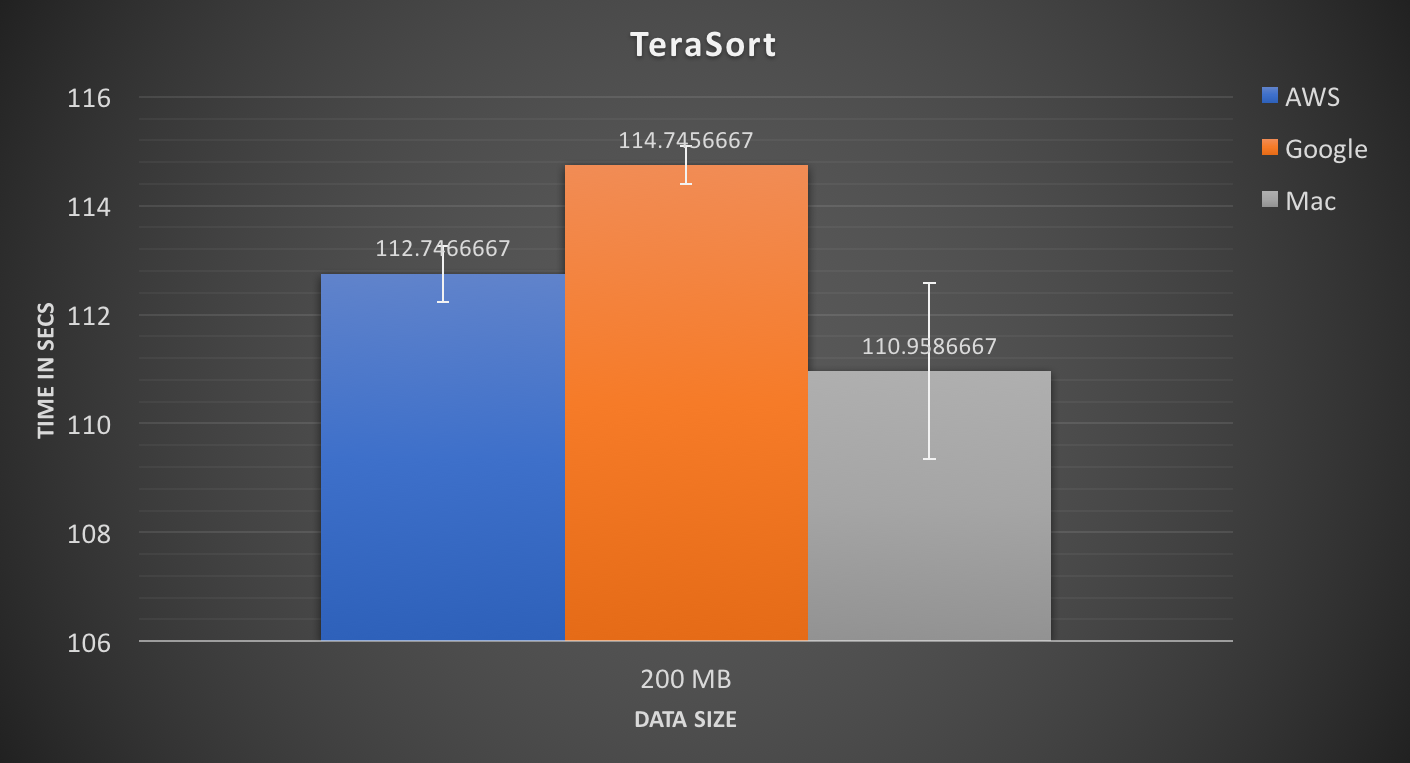 TeraSort
116
114
112
110
108
106
TIME IN SECS
112.7466667
114.7456667
110.9586667
200 MB
DATA SIZE
AWS
Google
Mac